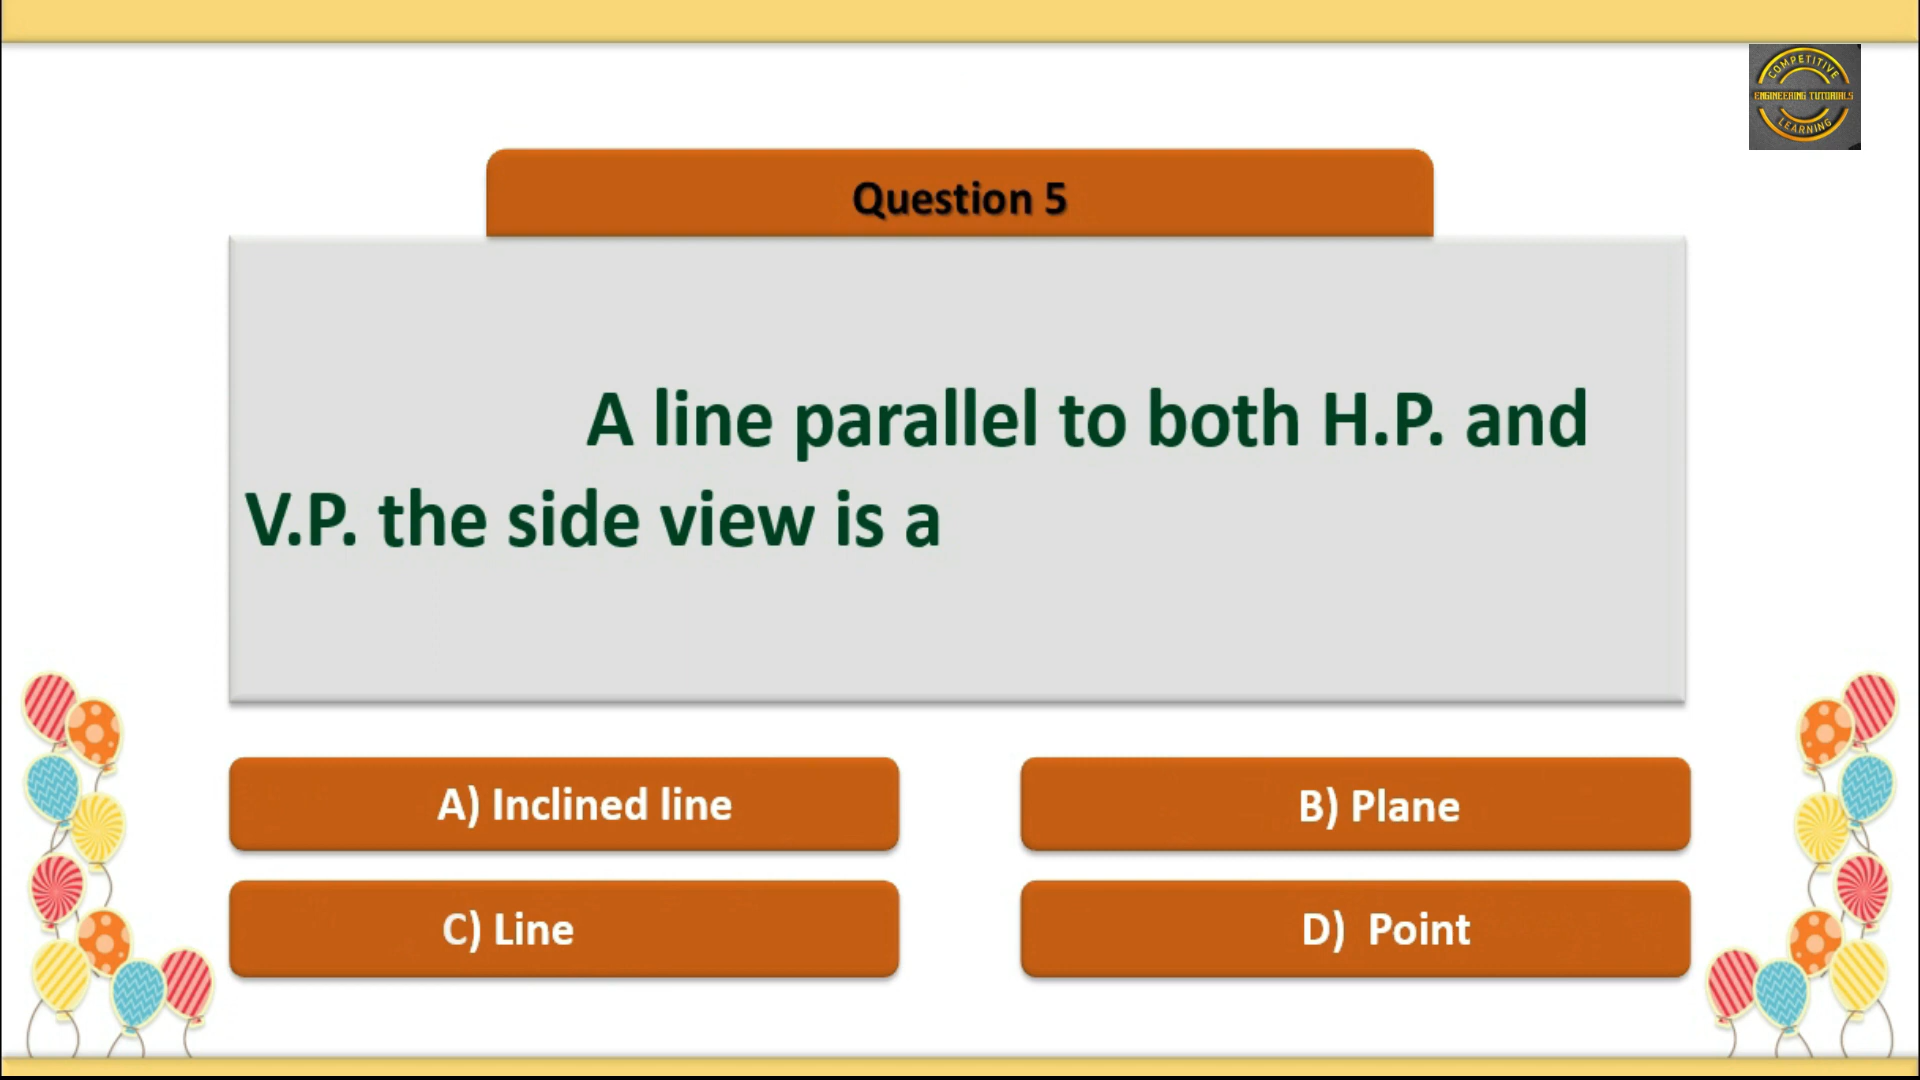 COMPETITIVE
ENGINEERING TUTORIALS
LEARNING
Question 5
A line parallel to both H.P. and
V.P. the side view is a
A) Inclined line
B) Plane
C) Line
D) Point